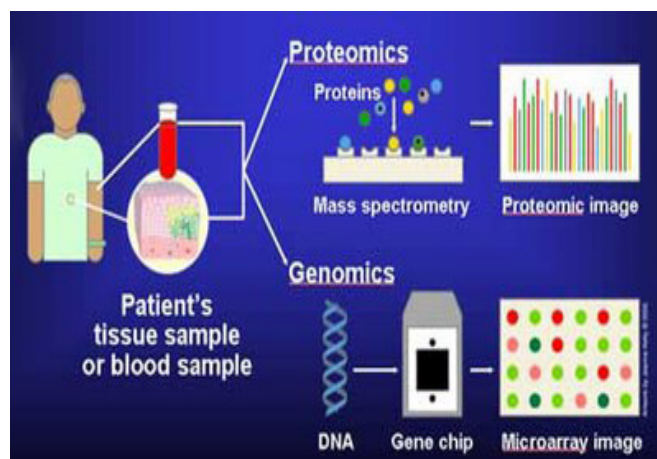 Proteomics
Proteins
Mass spectrometry
Proteomic image
Patient's
tissue sample
or blood sample
Genomics
DNA
Gene chip
Microarray image